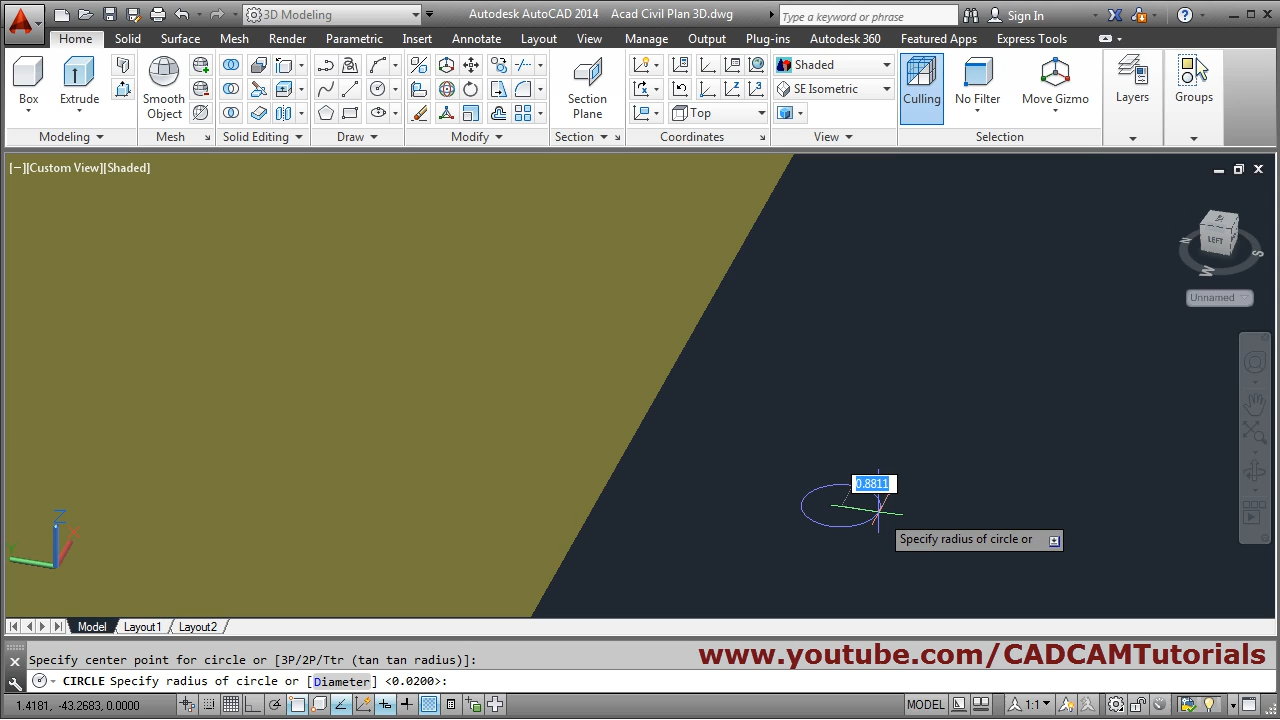 3D Modeling
Autodesk AutoCAD 2014 Acad Civil Plan 3D.dwg
Type a keyword or phrase
Sign In
Home Solid Surface Mesh Render Parametric Insert Annotate Layout View Manage Output Plug-ins Autodesk 360 Featured Apps Express Tools
Box
Extrude
Smooth
Object
Section
Plane
Top
Shaded
SE Isometric
Culling
No Filter
Move Gizmo
Layers
Groups
Modeling
Mesh
Solid Editing
Draw
Modify
Section
Coordinates
View
Selection
[−][Custom View][Shaded]
LEFT
N
S
W
Unnamed
0.8811
Specify radius of circle or
Z
X
Y
Model Layout1 Layout2
Specify center point for circle or [3P/2P/Ttr (tan tan radius)]:
www.youtube.com/CADCAMTutorials
CIRCLE Specify radius of circle or [Diameter] <0.0200>:
1.4181, -43.2683, 0.0000
MODEL
1:1